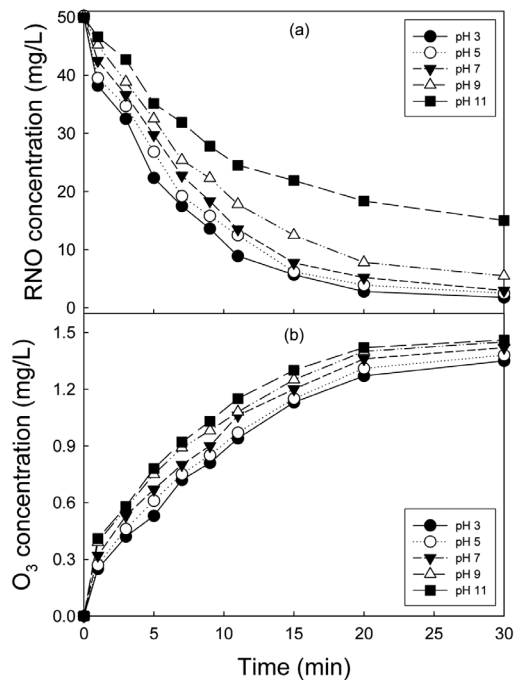 RNO concentration (mg/L)
50
40
30
20
10
0
(a)
pH 3
pH 5
pH 7
pH 9
pH 11
O3 concentration (mg/L)
1.5
1.2
0.9
0.6
0.3
0.0
(b)
pH 3
pH 5
pH 7
pH 9
pH 11
0 5 10 15 20 25 30
Time (min)